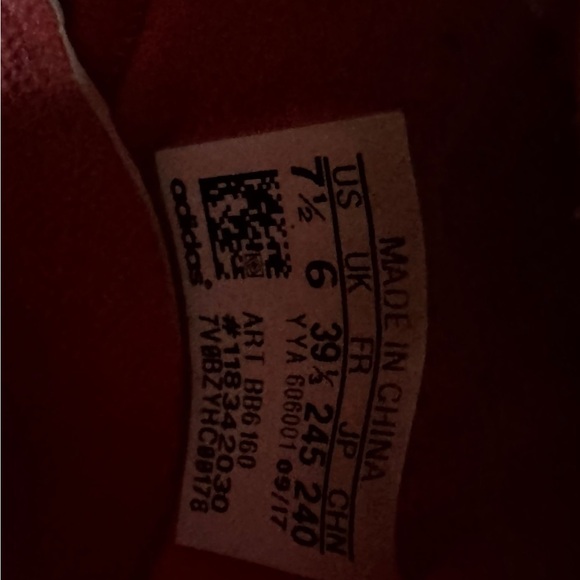 MADE IN CHINA
US UK FR JP CHN
7½ 6 39⅓ 245 240
YYA 606001 09/17
ART BB6160
#118342030
7V8BZYHC00178
adidas